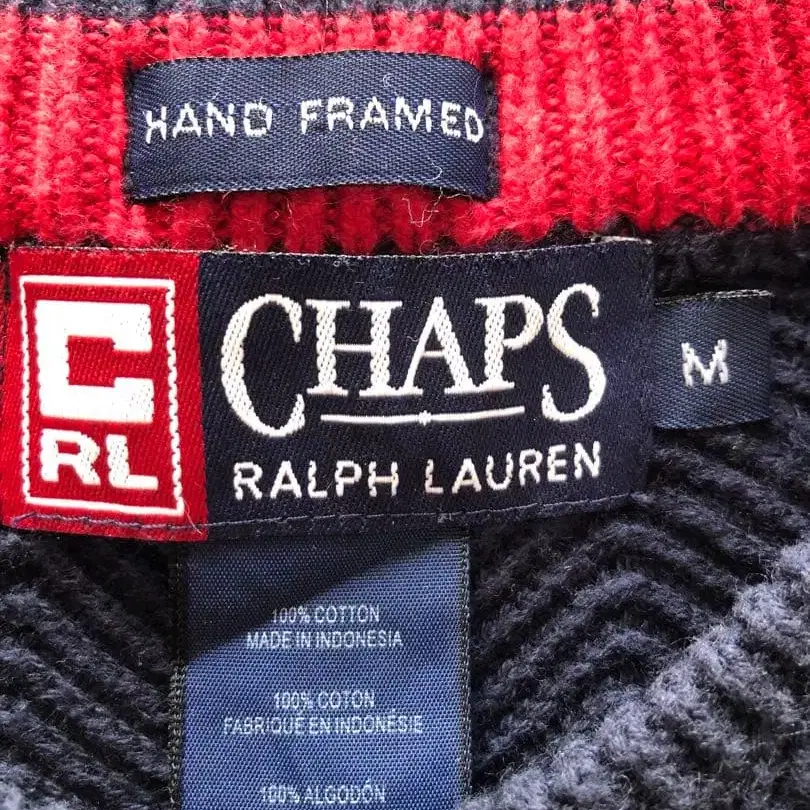 HAND FRAMED
C
RL
CHAPS
RALPH LAUREN
M
100% COTTON
MADE IN INDONESIA
100% COTON
FABRIQUÉ EN INDONÉSIE
100% ALGODÓN